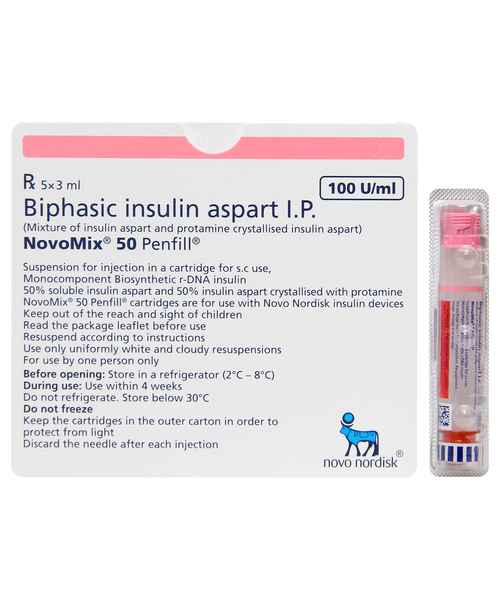 ℞ 5×3 ml
100 U/ml
Biphasic insulin aspart I.P.
(Mixture of insulin aspart and protamine crystallised insulin aspart)
NovoMix® 50 Penfill®
Suspension for injection in a cartridge for s.c use,
Monocomponent Biosynthetic r-DNA insulin
50% soluble insulin aspart and 50% insulin aspart crystallised with protamine
NovoMix® 50 Penfill® cartridges are for use with Novo Nordisk insulin devices
Keep out of the reach and sight of children
Read the package leaflet before use
Resuspend according to instructions
Use only uniformly white and cloudy resuspensions
For use by one person only
Before opening: Store in a refrigerator (2°C – 8°C)
During use: Use within 4 weeks
Do not refrigerate. Store below 30°C
Do not freeze
Keep the cartridges in the outer carton in order to
protect from light
Discard the needle after each injection
novo nordisk®
Biphasic insulin aspart I.P.